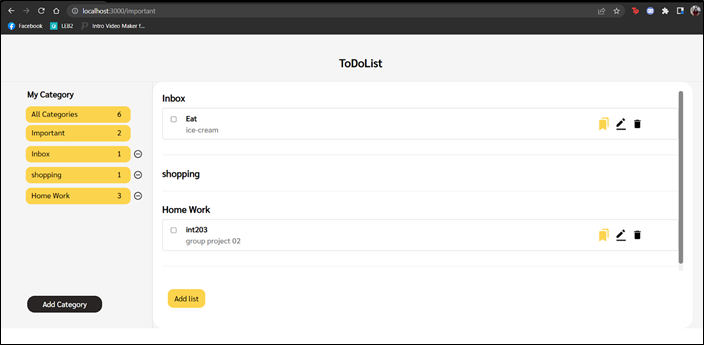 localhost:3000/important
Facebook
LEB2
Intro Video Maker f...
ToDoList
My Category
All Categories 6
Important 2
Inbox 1
shopping 1
Home Work 3
Add Category
Inbox
Eat
ice-cream
shopping
Home Work
int203
group project 02
Add list